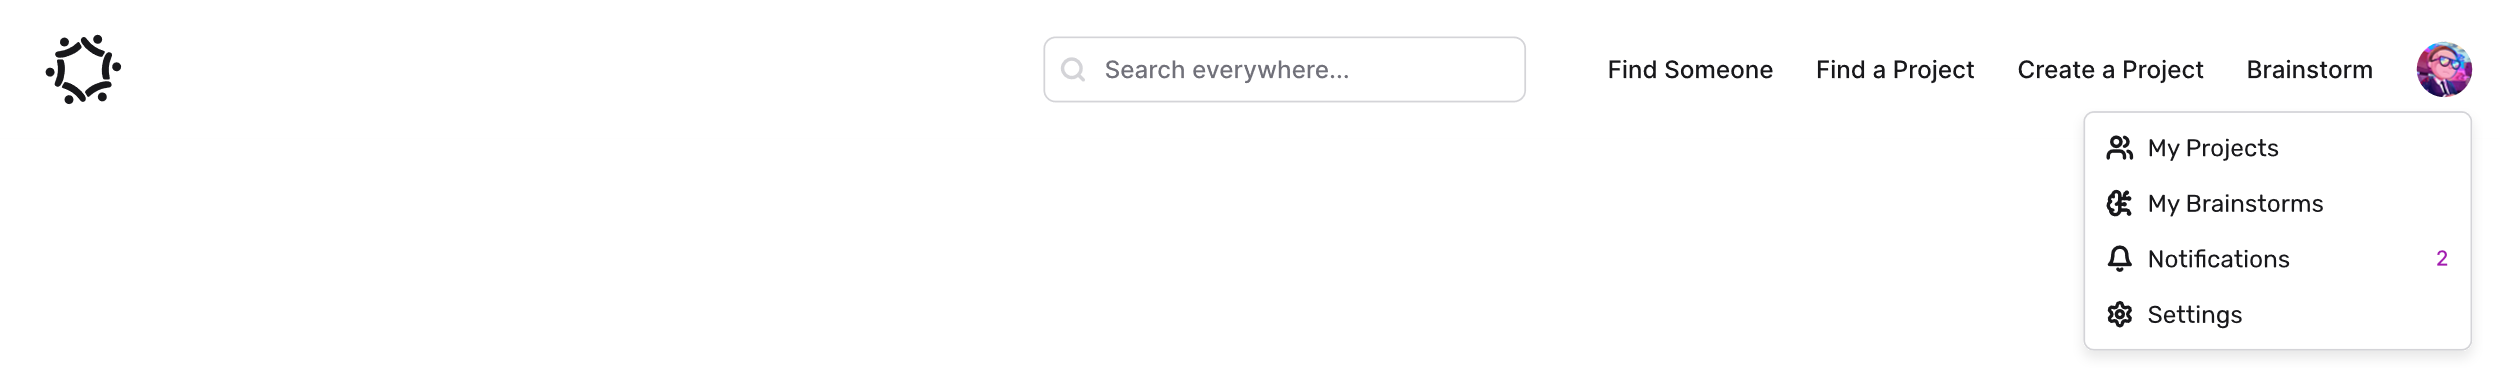 Search everywhere...
Find Someone
Find a Project
Create a Project
Brainstorm
My Projects
My Brainstorms
Notifications 2
Settings